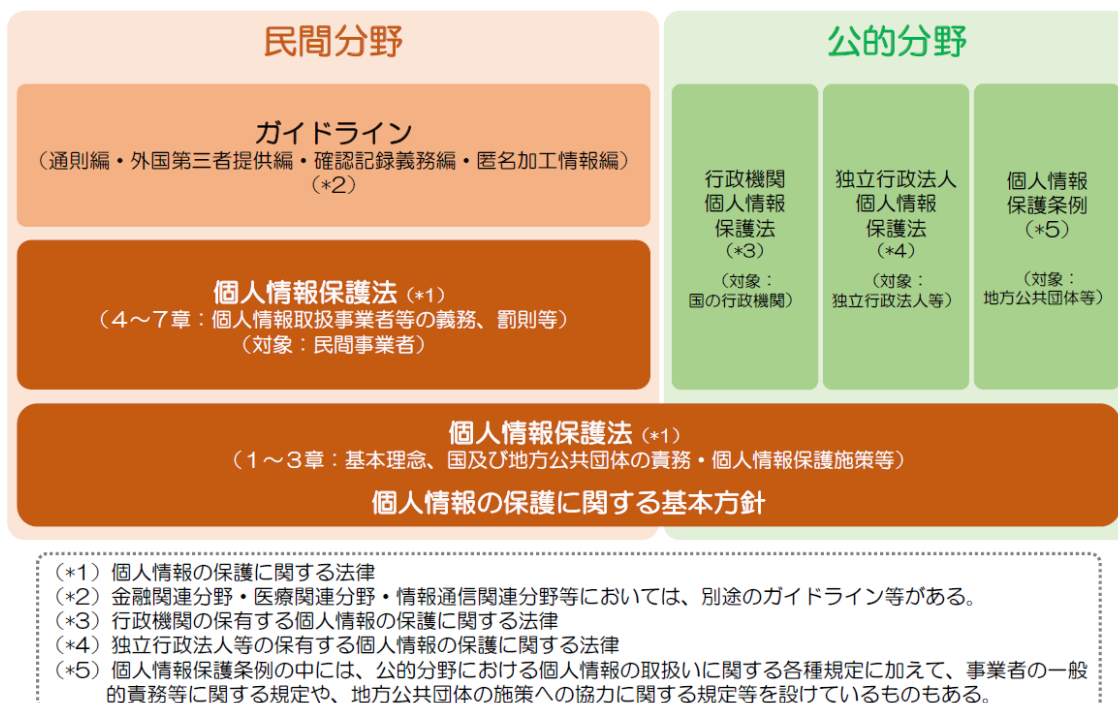 民間分野
公的分野
ガイドライン
（通則編・外国第三者提供編・確認記録義務編・匿名加工情報編）
（*2）
個人情報保護法（*1）
（４～７章：個人情報取扱事業者等の義務、罰則等）
（対象：民間事業者）
行政機関
個人情報
保護法
（*3）
（対象：
国の行政機関）
独立行政法人
個人情報
保護法
（*4）
（対象：
独立行政法人等）
個人情報
保護条例
（*5）
（対象：
地方公共団体等）
個人情報保護法（*1）
（１～３章：基本理念、国及び地方公共団体の責務・個人情報保護施策等）
個人情報の保護に関する基本方針
（*1）個人情報の保護に関する法律
（*2）金融関連分野・医療関連分野・情報通信関連分野等においては、別途のガイドライン等がある。
（*3）行政機関の保有する個人情報の保護に関する法律
（*4）独立行政法人等の保有する個人情報の保護に関する法律
（*5）個人情報保護条例の中には、公的分野における個人情報の取扱いに関する各種規定に加えて、事業者の一般
的責務等に関する規定や、地方公共団体の施策への協力に関する規定等を設けているものもある。